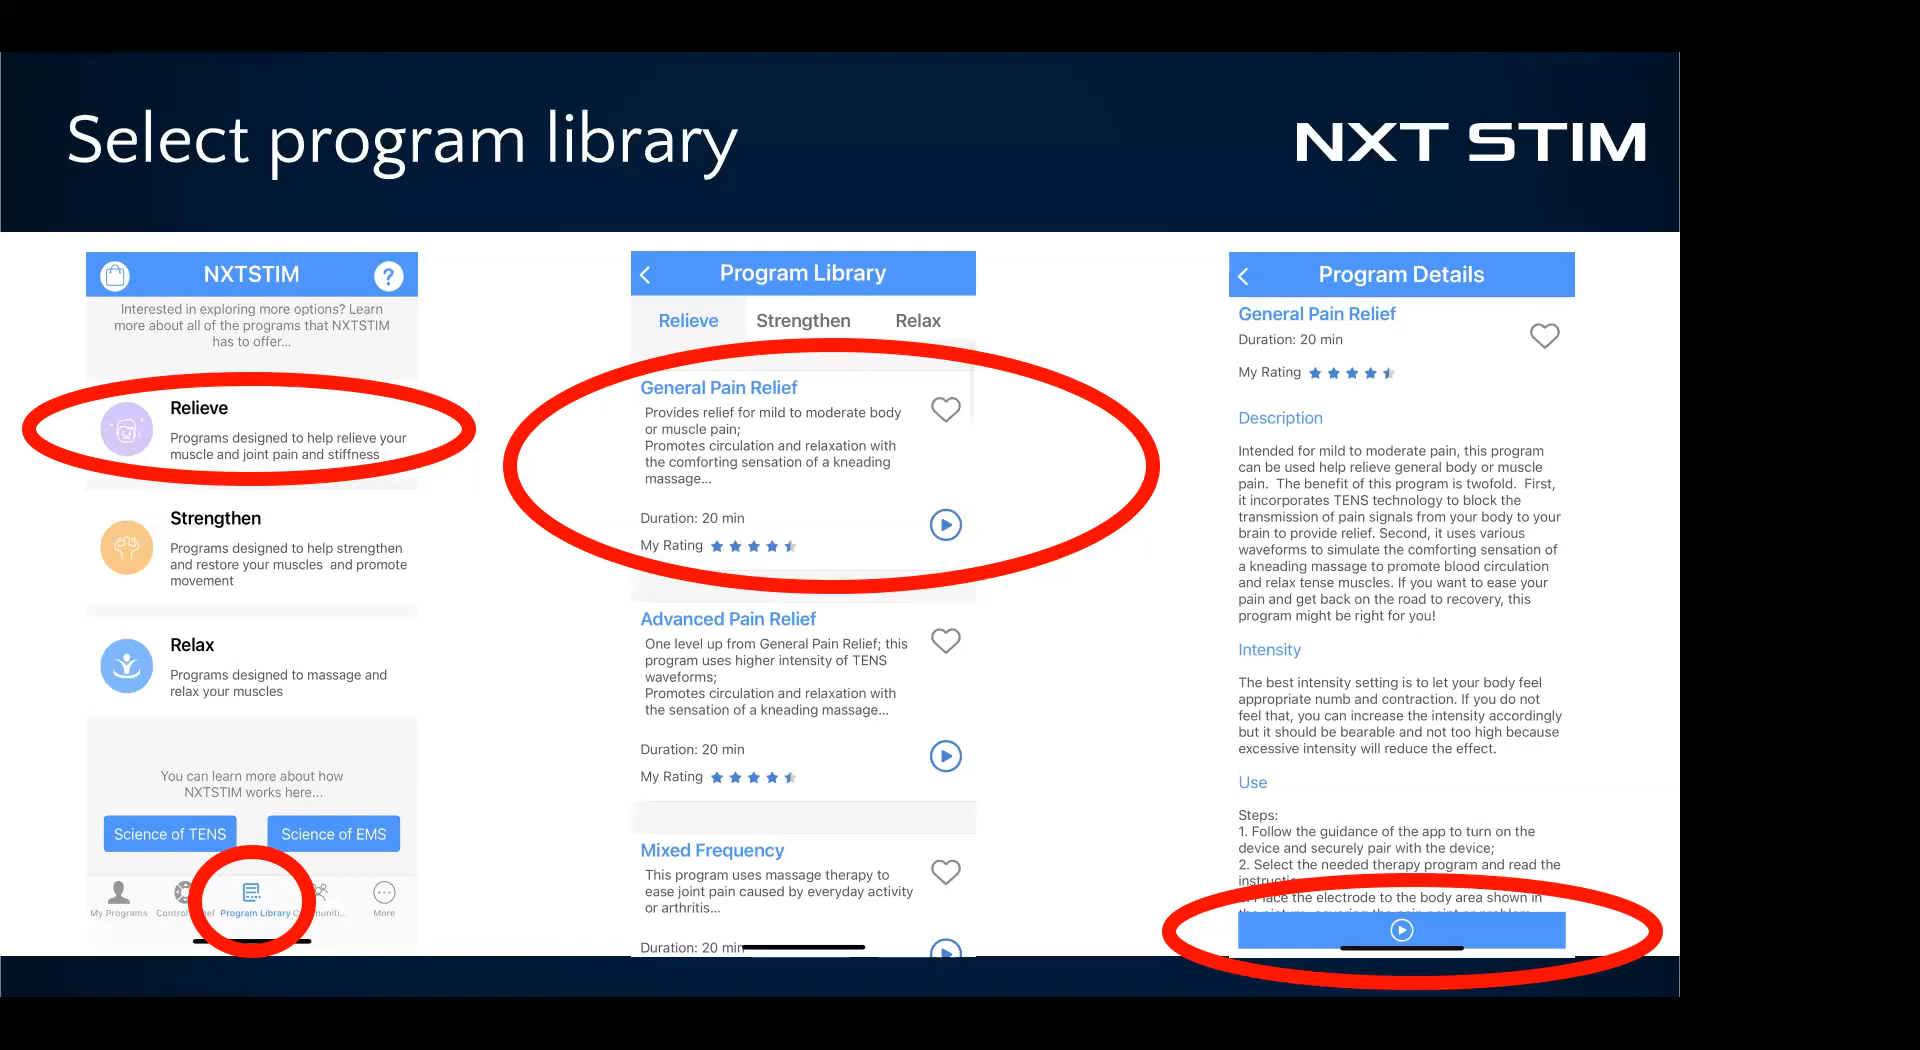 Select program library
NXT STIM
NXTSTIM
?
Interested in exploring more options? Learn
more about all of the programs that NXTSTIM
has to offer...
Relieve
Programs designed to help relieve your
muscle and joint pain and stiffness
Strengthen
Programs designed to help strengthen
and restore your muscles and promote
movement
Relax
Programs designed to massage and
relax your muscles
You can learn more about how
NXTSTIM works here...
Science of TENS
Science of EMS
My Programs
Control
Program Library
More
Program Library
Relieve
Strengthen
Relax
General Pain Relief
Provides relief for mild to moderate body
or muscle pain;
Promotes circulation and relaxation with
the comforting sensation of a kneading
massage...
Duration: 20 min
My Rating
Advanced Pain Relief
One level up from General Pain Relief; this
program uses higher intensity of TENS
waveforms;
Promotes circulation and relaxation with
the sensation of a kneading massage...
Duration: 20 min
My Rating
Mixed Frequency
This program uses massage therapy to
ease joint pain caused by everyday activity
or arthritis...
Duration: 20 min
Program Details
General Pain Relief
Duration: 20 min
My Rating
Description
Intended for mild to moderate pain, this program
can be used help relieve general body or muscle
pain. The benefit of this program is twofold. First,
it incorporates TENS technology to block the
transmission of pain signals from your body to your
brain to provide relief. Second, it uses various
waveforms to simulate the comforting sensation of
a kneading massage to promote blood circulation
and relax tense muscles. If you want to ease your
pain and get back on the road to recovery, this
program might be right for you!
Intensity
The best intensity setting is to let your body feel
appropriate numb and contraction. If you do not
feel that, you can increase the intensity accordingly
but it should be bearable and not too high because
excessive intensity will reduce the effect.
Use
Steps:
1. Follow the guidance of the app to turn on the
device and securely pair with the device;
2. Select the needed therapy program and read the
Place the electrode to the body area shown in